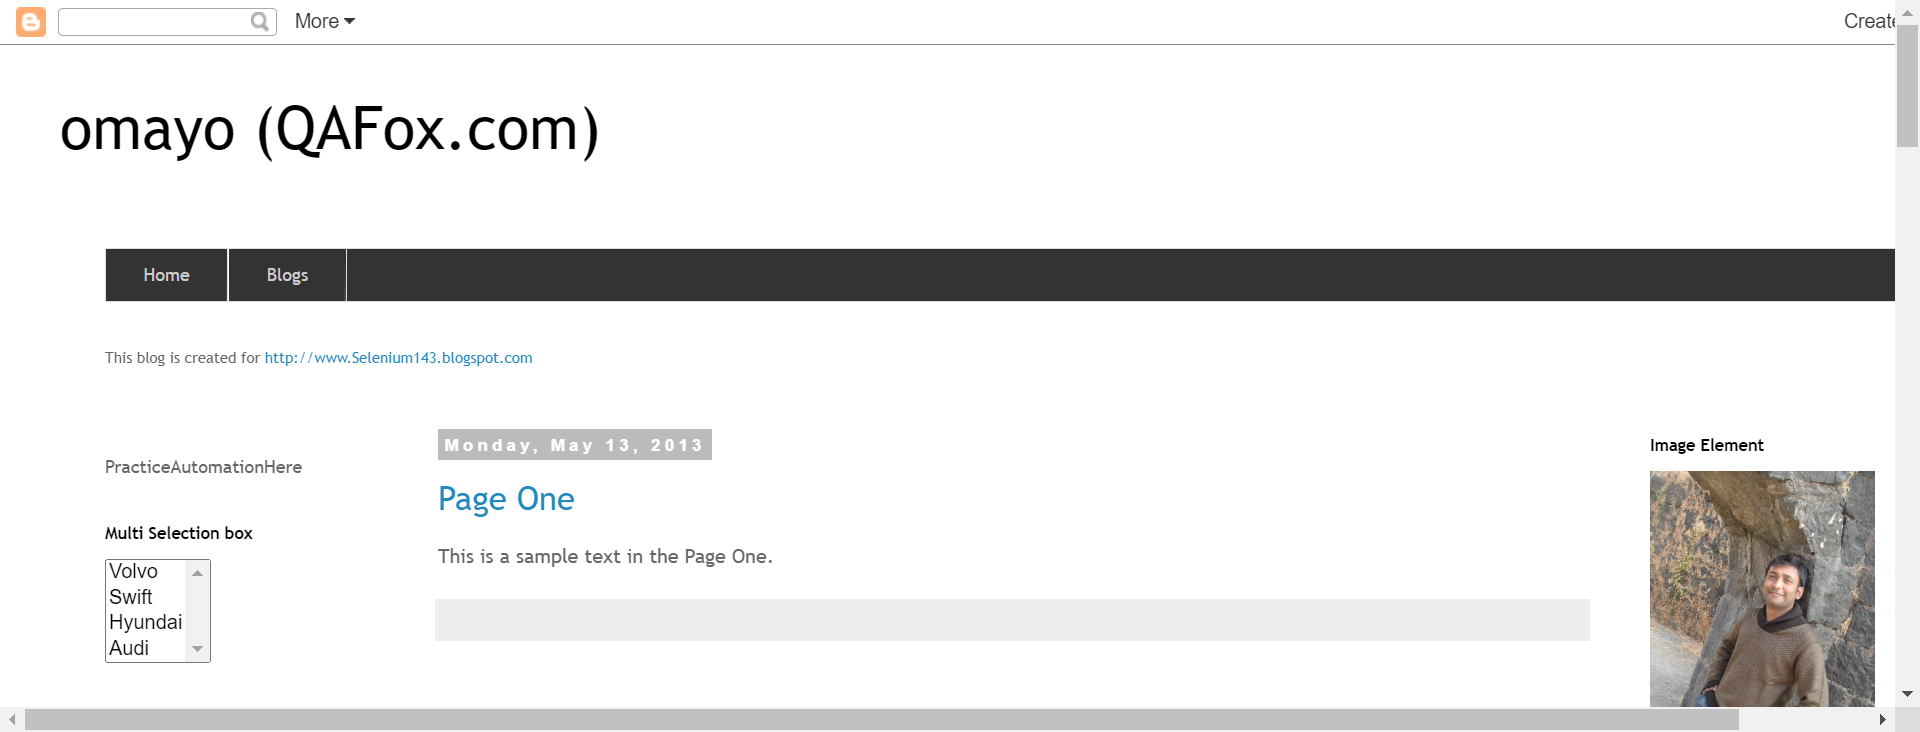 More
Create
omayo (QAFox.com)
Home
Blogs
This blog is created for http://www.Selenium143.blogspot.com
PracticeAutomationHere
Multi Selection box
Volvo
Swift
Hyundai
Audi
Monday, May 13, 2013
Page One
This is a sample text in the Page One.
Image Element